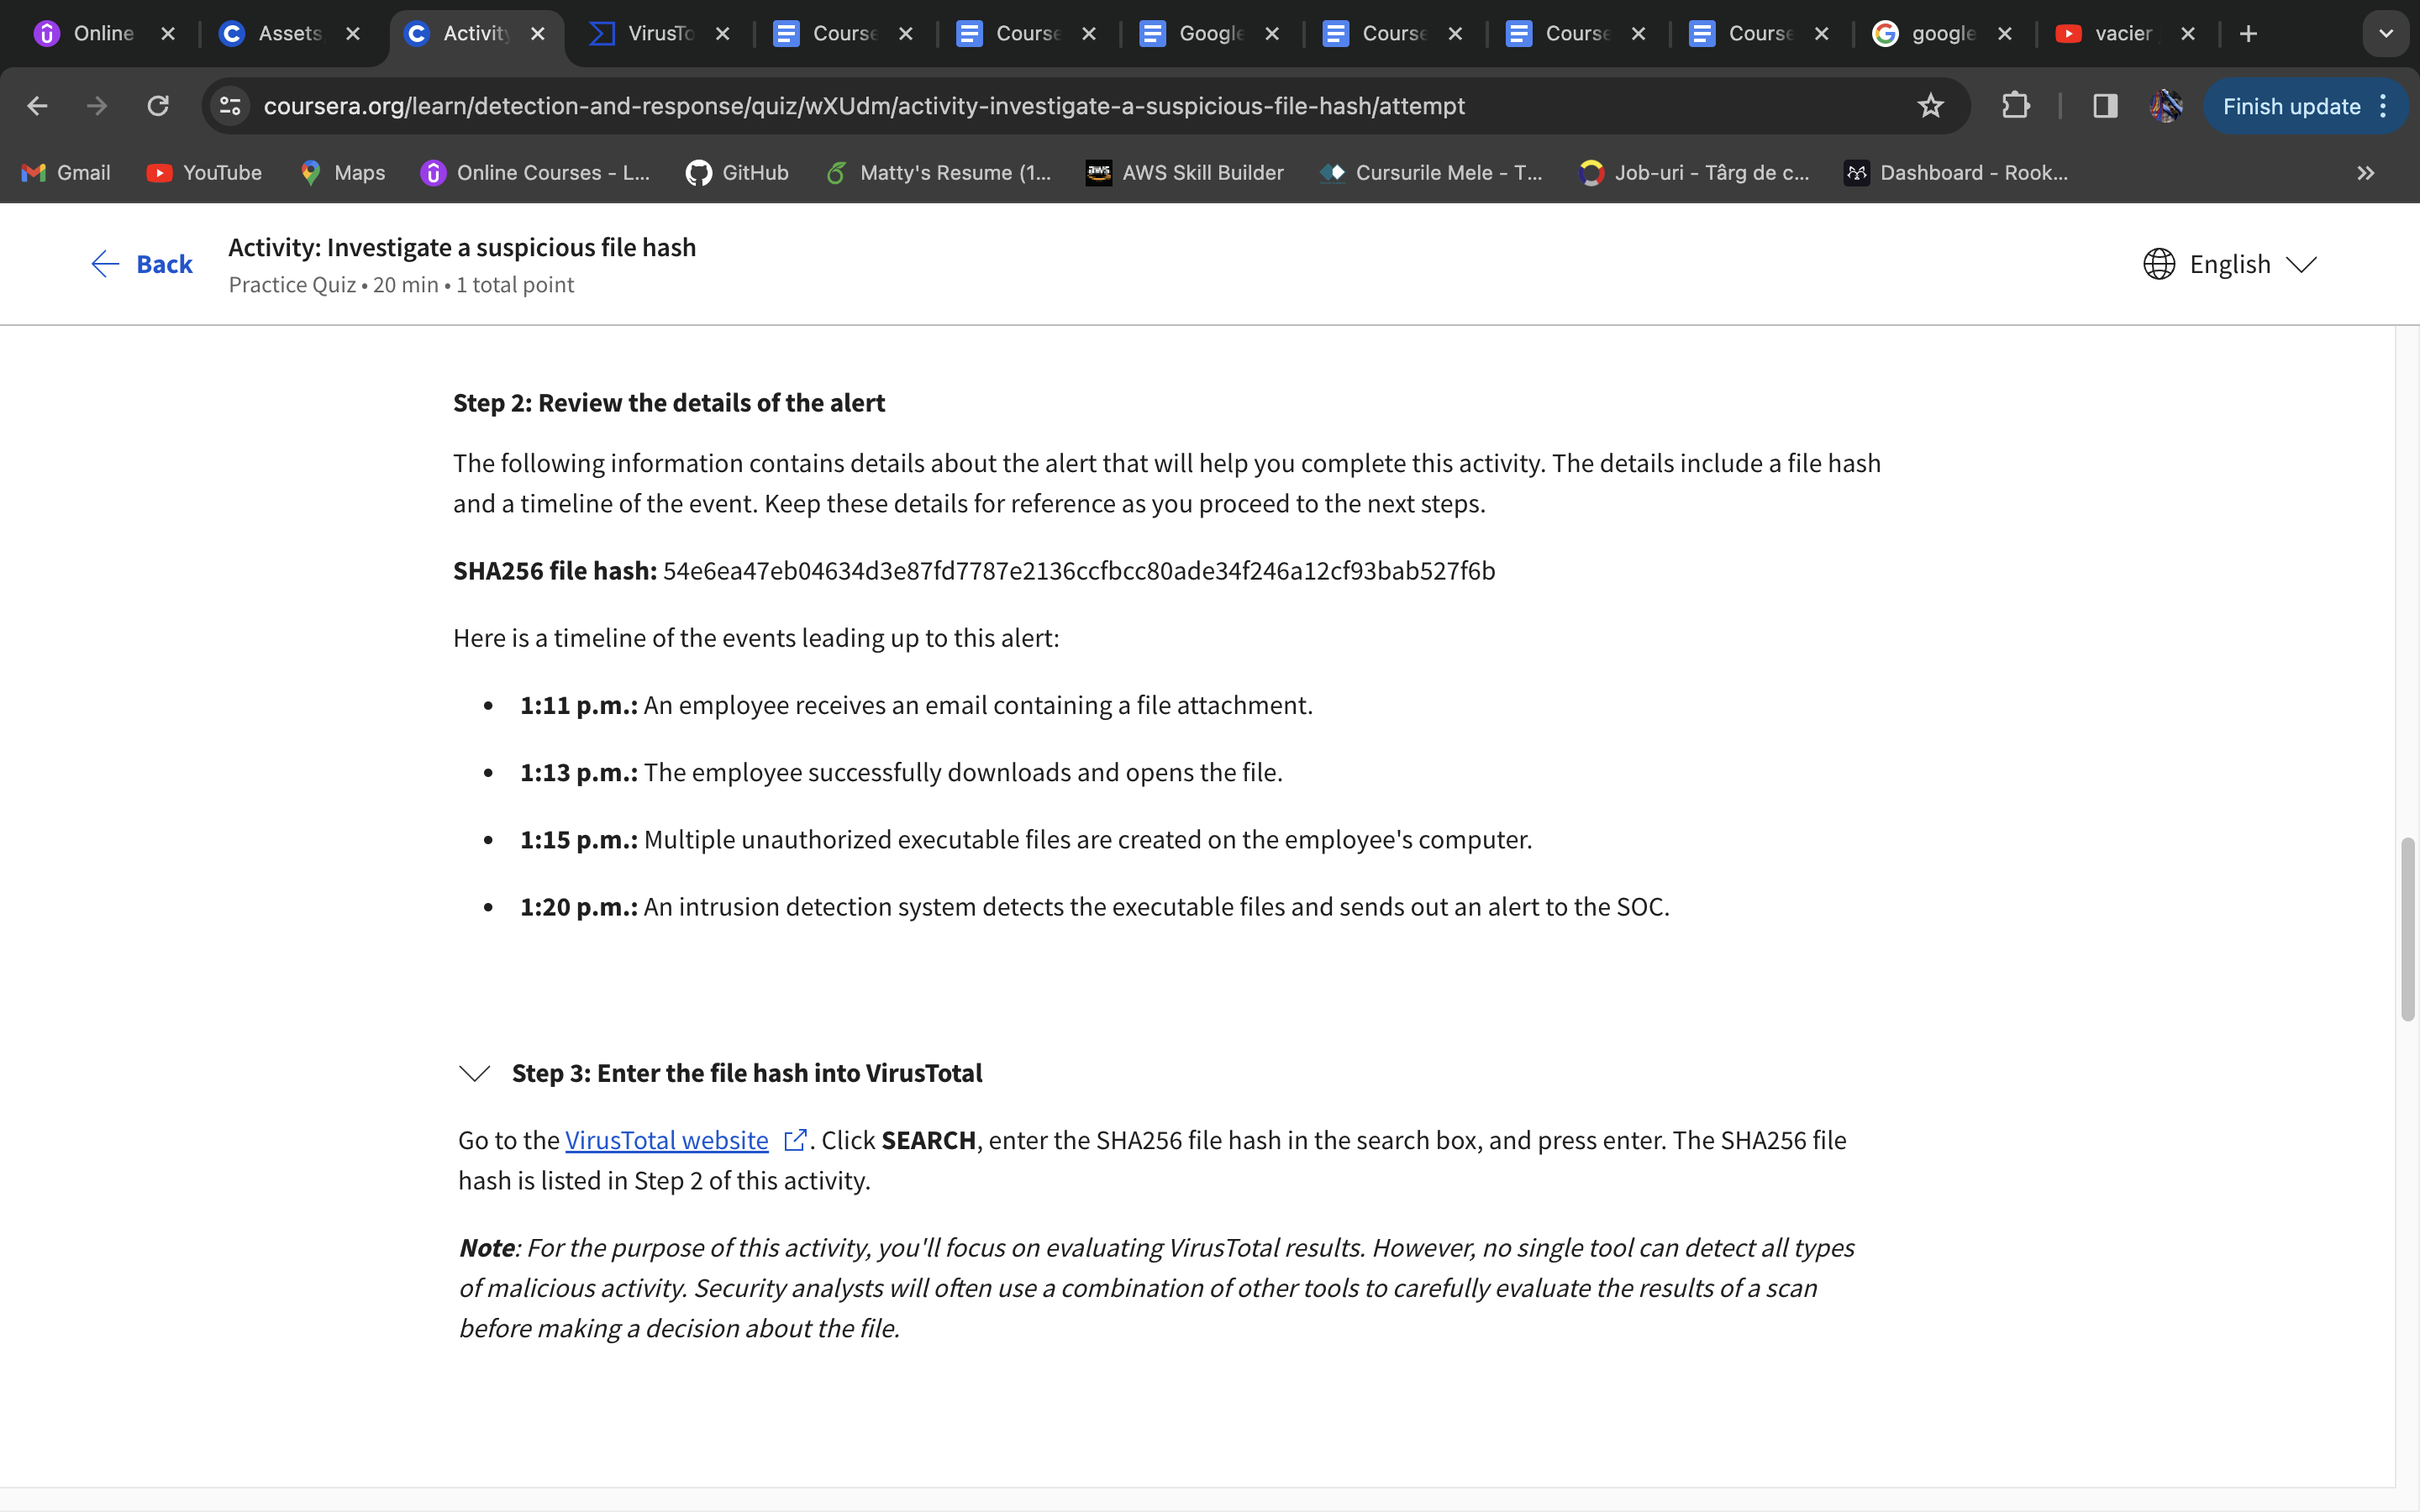 Online
Assets
Activity
VirusTo
Course
Course
Google
Course
Course
Course
google
vacier
coursera.org/learn/detection-and-response/quiz/wXUdm/activity-investigate-a-suspicious-file-hash/attempt
Finish update
Gmail
YouTube
Maps
Online Courses - L...
GitHub
Matty's Resume (1...
AWS Skill Builder
Cursurile Mele - T...
Job-uri - Târg de c...
Dashboard - Rook...
Back
Activity: Investigate a suspicious file hash
Practice Quiz • 20 min • 1 total point
English
Step 2: Review the details of the alert
The following information contains details about the alert that will help you complete this activity. The details include a file hash
and a timeline of the event. Keep these details for reference as you proceed to the next steps.
SHA256 file hash: 54e6ea47eb04634d3e87fd7787e2136ccfbcc80ade34f246a12cf93bab527f6b
Here is a timeline of the events leading up to this alert:
• 1:11 p.m.: An employee receives an email containing a file attachment.
• 1:13 p.m.: The employee successfully downloads and opens the file.
• 1:15 p.m.: Multiple unauthorized executable files are created on the employee's computer.
• 1:20 p.m.: An intrusion detection system detects the executable files and sends out an alert to the SOC.
Step 3: Enter the file hash into VirusTotal
Go to the VirusTotal website. Click SEARCH, enter the SHA256 file hash in the search box, and press enter. The SHA256 file
hash is listed in Step 2 of this activity.
Note: For the purpose of this activity, you'll focus on evaluating VirusTotal results. However, no single tool can detect all types
of malicious activity. Security analysts will often use a combination of other tools to carefully evaluate the results of a scan
before making a decision about the file.